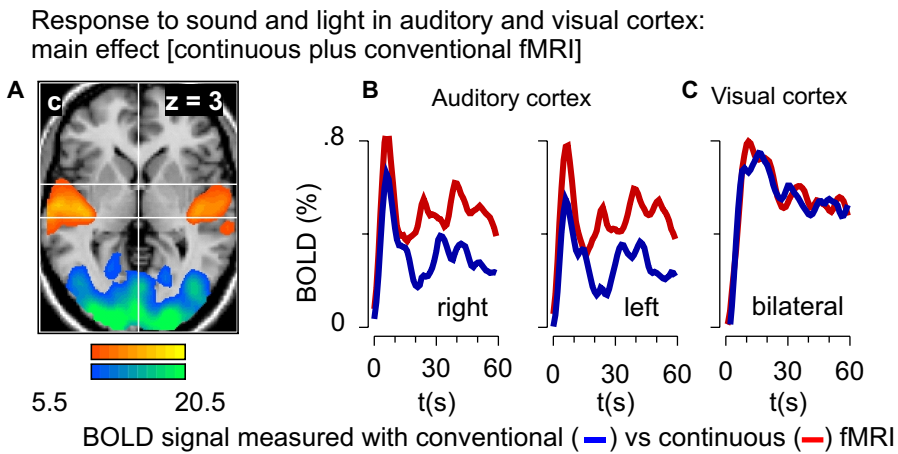 Response to sound and light in auditory and visual cortex:
main effect [continuous plus conventional fMRI]
A
c z = 3
5.5 20.5
B Auditory cortex
BOLD (%)
.8
0
right
0 30 60
t(s)
left
0 30 60
t(s)
C Visual cortex
bilateral
0 30 60
t(s)
BOLD signal measured with conventional ( ) vs continuous ( ) fMRI